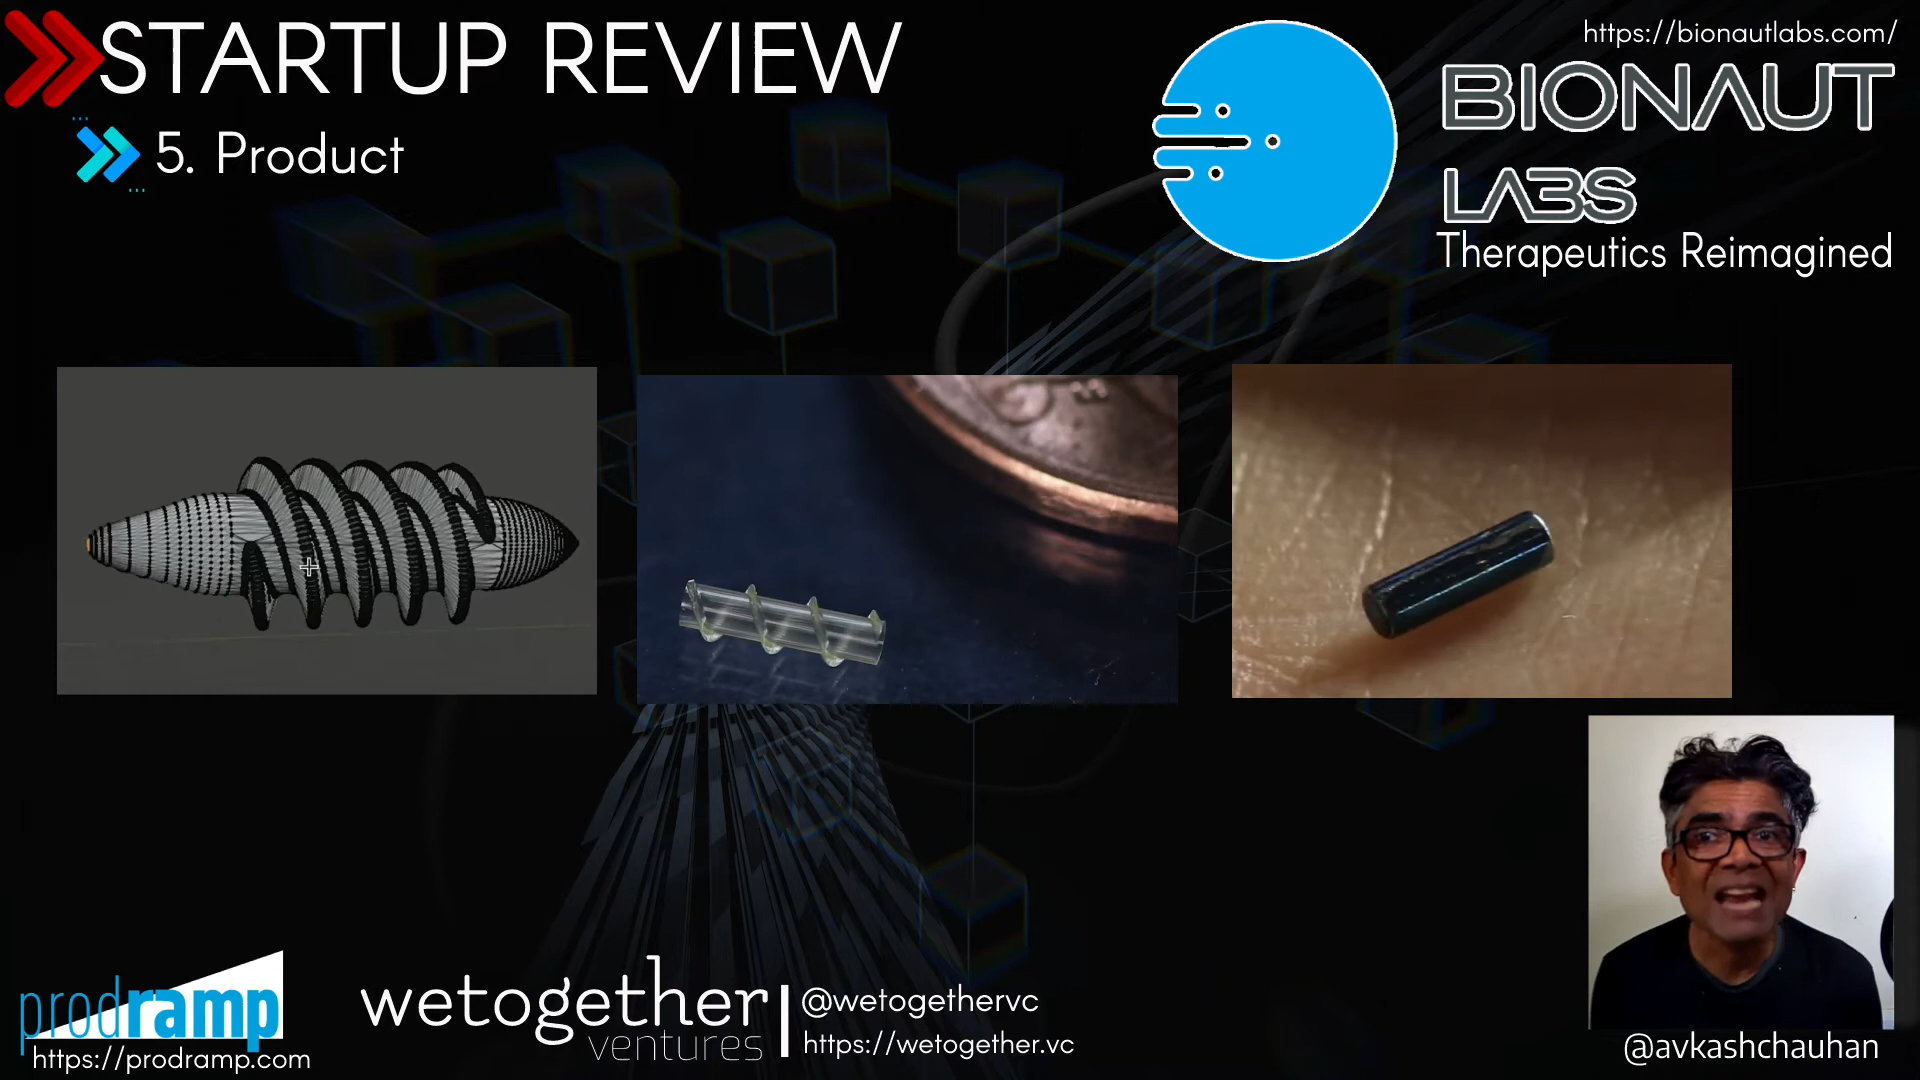 STARTUP REVIEW
5. Product
https://bionautlabs.com/
BIONAUT
LABS
Therapeutics Reimagined
prodramp
https://prodramp.com
wetogether
ventures
@wetogethervc
https://wetogether.vc
@avkashchauhan